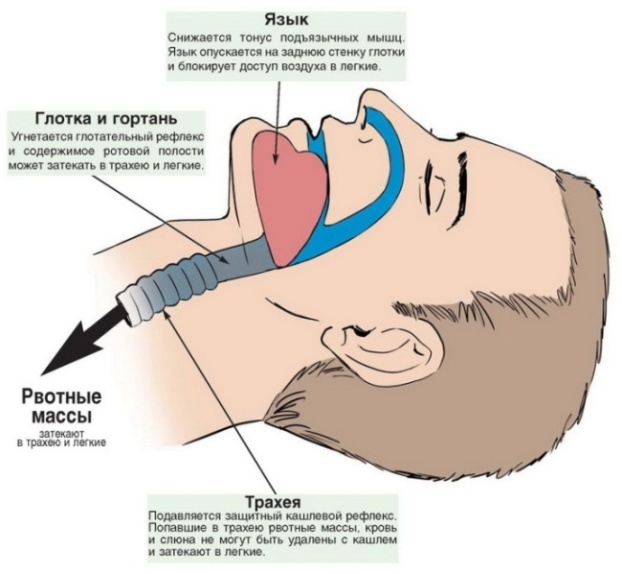 Язык
Снижается тонус подъязычных мышц.
Язык опускается на заднюю стенку глотки
и блокирует доступ воздуха в легкие.
Глотка и гортань
Угнетается глотательный рефлекс
и содержимое ротовой полости
может затекать в трахею и легкие.
Рвотные
массы
затекают
в трахею и легкие
Трахея
Подавляется защитный кашлевой рефлекс.
Попавшие в трахею рвотные массы, кровь
и слюна не могут быть удалены с кашлем
и затекают в легкие.